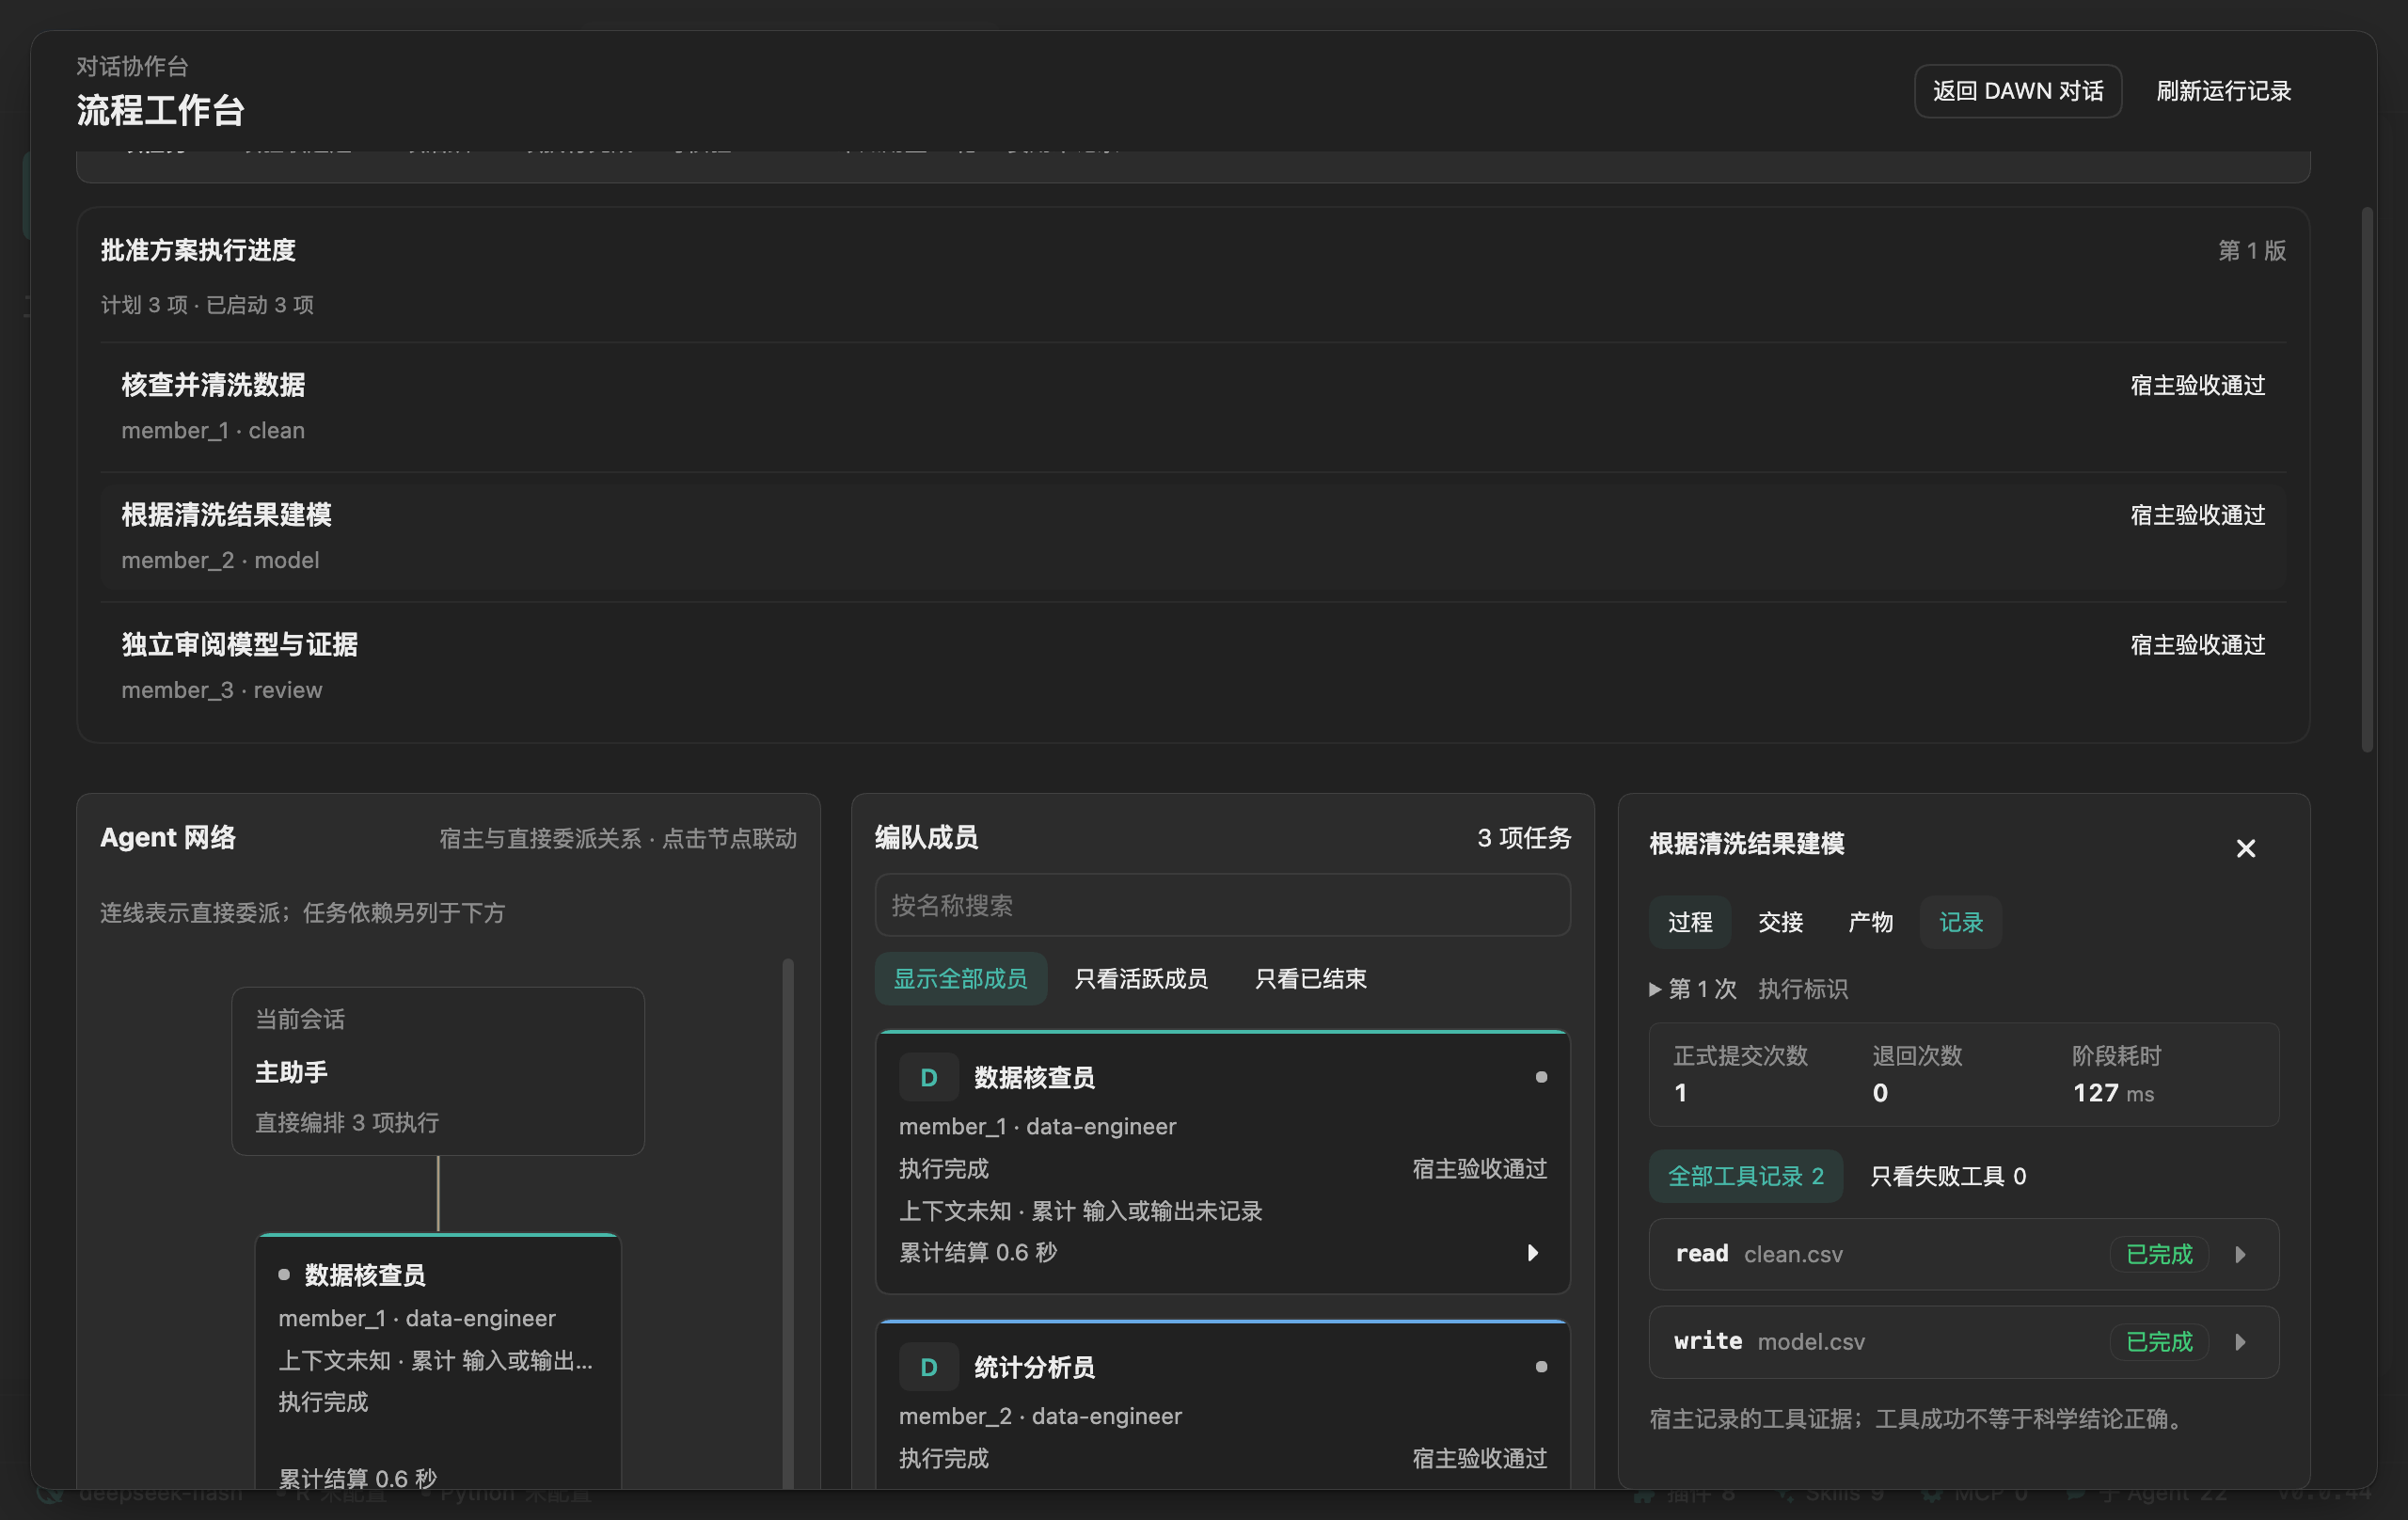 对话协作台
流程工作台
返回 DAWN 对话
刷新运行记录
批准方案执行进度
第 1 版
计划 3 项 · 已启动 3 项
核查并清洗数据
宿主验收通过
member_1 · clean
根据清洗结果建模
宿主验收通过
member_2 · model
独立审阅模型与证据
宿主验收通过
member_3 · review
Agent 网络
宿主与直接委派关系 · 点击节点联动
连线表示直接委派；任务依赖另列于下方
当前会话
主助手
直接编排 3 项执行
数据核查员
member_1 · data-engineer
上下文未知 · 累计 输入或输出...
执行完成
累计结算 0.6 秒
编队成员
3 项任务
按名称搜索
显示全部成员
只看活跃成员
只看已结束
D
数据核查员
member_1 · data-engineer
执行完成
宿主验收通过
上下文未知 · 累计 输入或输出未记录
累计结算 0.6 秒
D
统计分析员
member_2 · data-engineer
执行完成
宿主验收通过
根据清洗结果建模
过程
交接
产物
记录
第 1 次 执行标识
正式提交次数
退回次数
阶段耗时
1
0
127 ms
全部工具记录 2
只看失败工具 0
read clean.csv
已完成
write model.csv
已完成
宿主记录的工具证据；工具成功不等于科学结论正确。
R 未配置
Python 未配置
插件 8
Skills 9
MCP 0
子 Agent 22